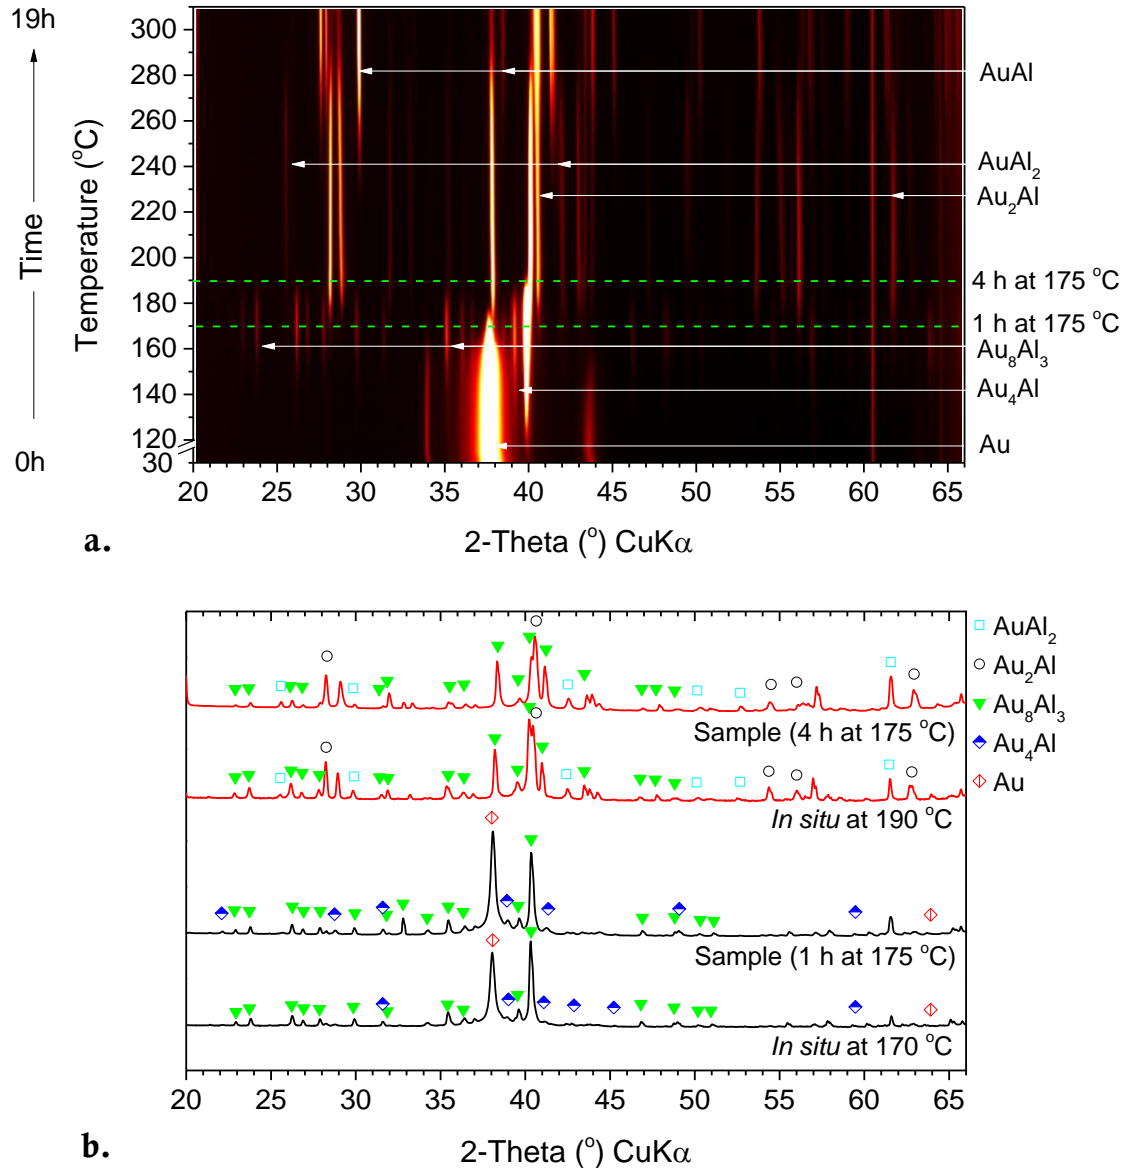 19h
Time
0h
Temperature (°C)
300
280
260
240
220
200
180
160
140
120
30
AuAl
AuAl₂
Au₂Al
4 h at 175 °C
1 h at 175 °C
Au₈Al₃
Au₄Al
Au
20 25 30 35 40 45 50 55 60 65
2-Theta (°) CuKα
a.
AuAl₂
Au₂Al
Au₈Al₃
Au₄Al
Au
Sample (4 h at 175 °C)
In situ at 190 °C
Sample (1 h at 175 °C)
In situ at 170 °C
20 25 30 35 40 45 50 55 60 65
2-Theta (°) CuKα
b.